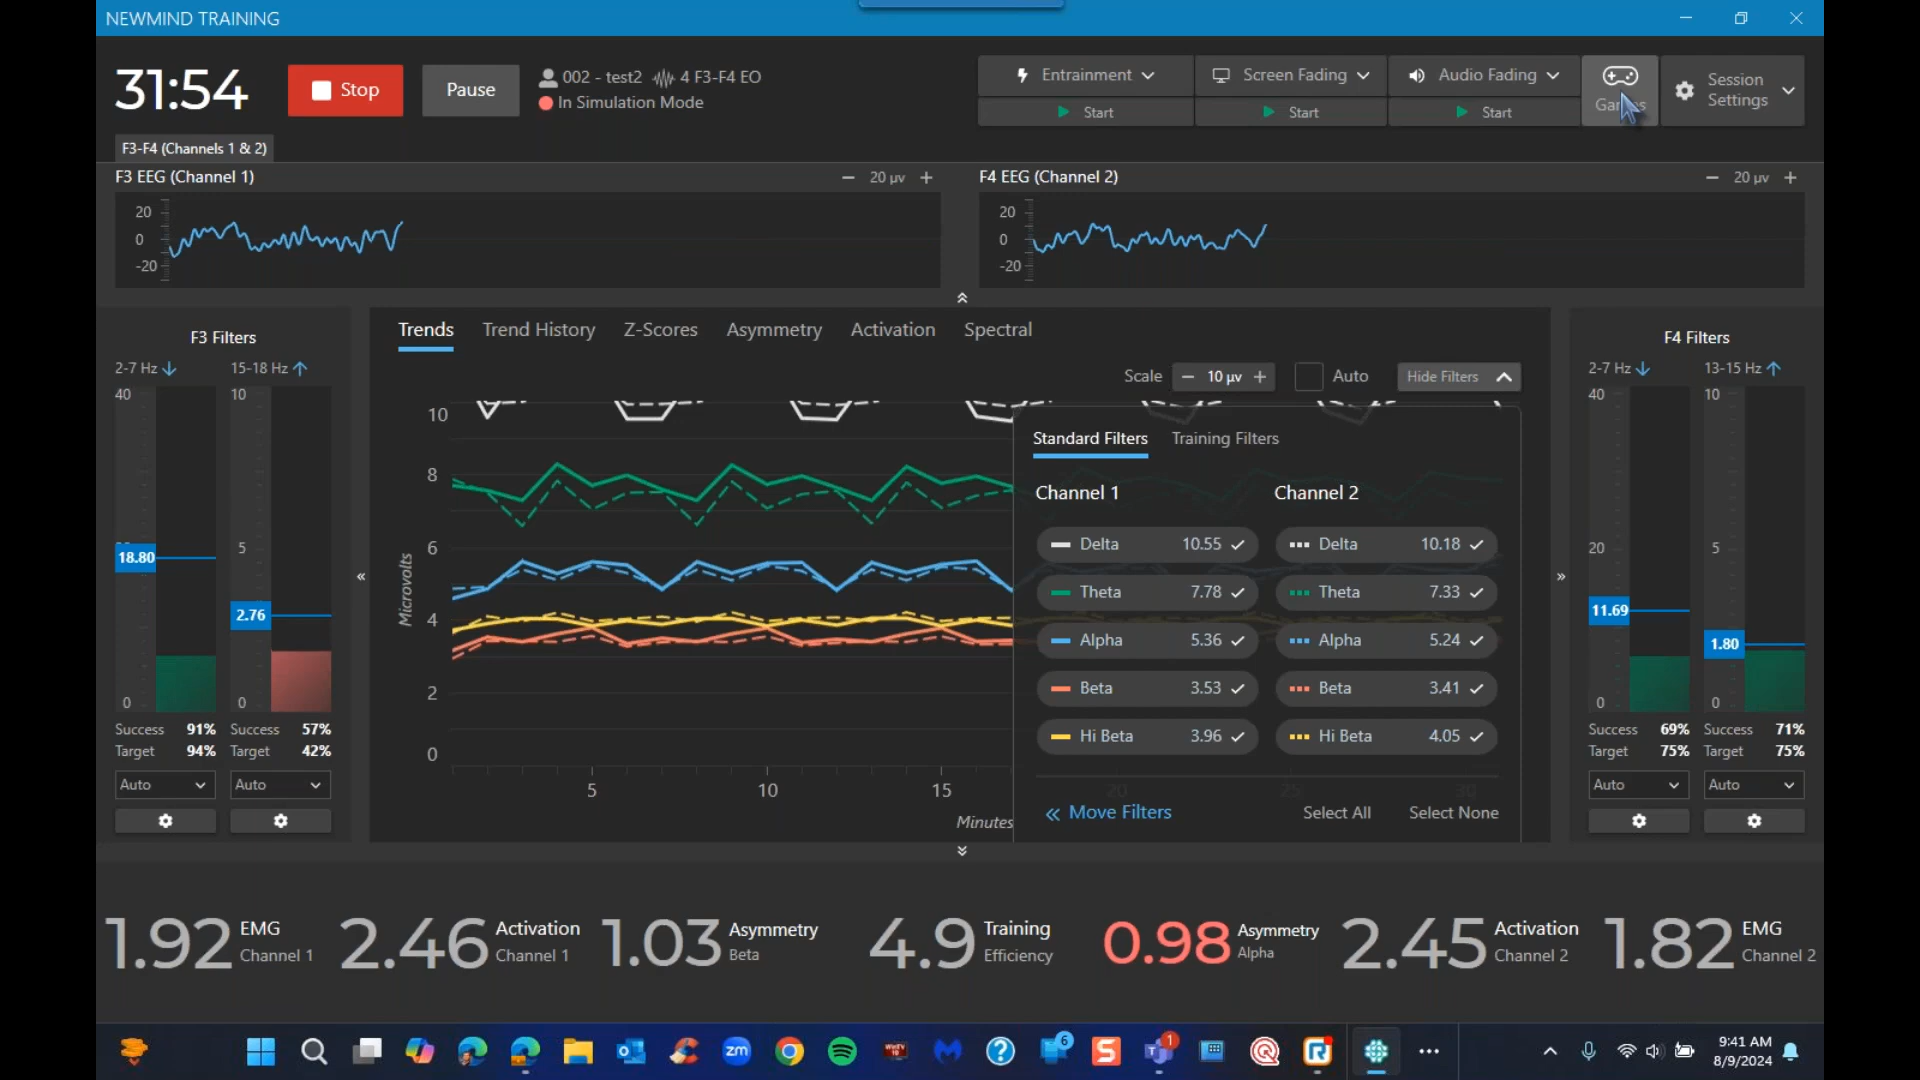 NEWMIND TRAINING
31:54
Stop
Pause
002 - test2 4 F3-F4 EO
In Simulation Mode
Entrainment
Start
Screen Fading
Start
Audio Fading
Start
Session
Settings
F3-F4 (Channels 1 & 2)
F3 EEG (Channel 1)
− 20 µv +
20
0
-20
F4 EEG (Channel 2)
− 20 µv +
20
0
-20
F3 Filters
2-7 Hz
15-18 Hz
40
18.80
0
10
5
2.76
0
Success 91%
Target 94%
Success 57%
Target 42%
Auto
Auto
Trends Trend History Z-Scores Asymmetry Activation Spectral
Scale − 10 µv + Auto Hide Filters
10
8
6
4
2
0
Microvolts
5 10 15 20 25 30
Minutes
Standard Filters Training Filters
Channel 1 Channel 2
Delta 10.55 Delta 10.18
Theta 7.78 Theta 7.33
Alpha 5.36 Alpha 5.24
Beta 3.53 Beta 3.41
Hi Beta 3.96 Hi Beta 4.05
Move Filters Select All Select None
F4 Filters
2-7 Hz
13-15 Hz
40
20
11.69
0
10
5
1.80
0
Success 69%
Target 75%
Success 71%
Target 75%
Auto
Auto
1.92 EMG
Channel 1
2.46 Activation
Channel 1
1.03 Asymmetry
Beta
4.9 Training
Efficiency
0.98 Asymmetry
Alpha
2.45 Activation
Channel 2
1.82 EMG
Channel 2
zm
6
S
1
R
9:41 AM
8/9/2024